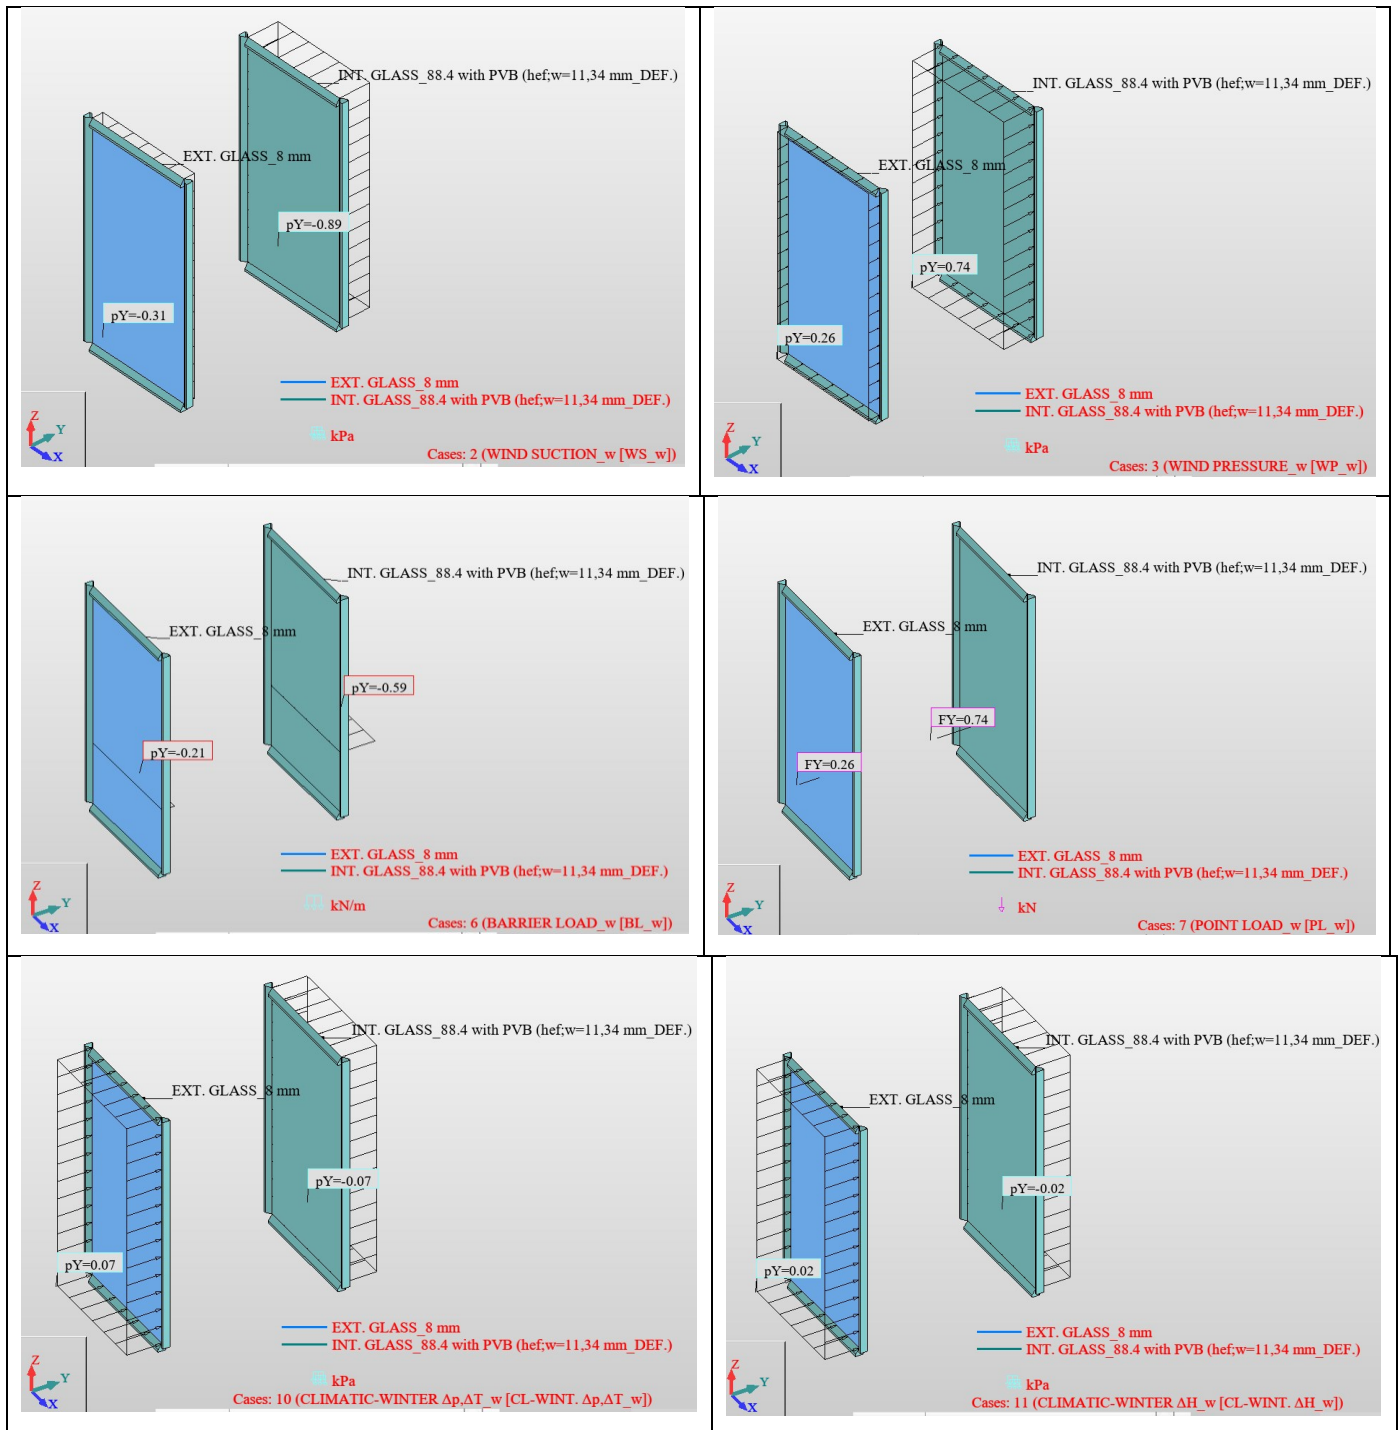 INT. GLASS_88.4 with PVB (hef;w=11,34 mm_DEF.)
EXT. GLASS_8 mm
pY=-0.89
pY=-0.31
EXT. GLASS_8 mm
INT. GLASS_88.4 with PVB (hef;w=11,34 mm_DEF.)
kPa
Z
Y
X
Cases: 2 (WIND SUCTION_w [WS_w])
INT. GLASS_88.4 with PVB (hef;w=11,34 mm_DEF.)
EXT. GLASS_8 mm
pY=0.74
pY=0.26
EXT. GLASS_8 mm
INT. GLASS_88.4 with PVB (hef;w=11,34 mm_DEF.)
kPa
Z
Y
X
Cases: 3 (WIND PRESSURE_w [WP_w])
INT. GLASS_88.4 with PVB (hef;w=11,34 mm_DEF.)
EXT. GLASS_8 mm
pY=-0.59
pY=-0.21
EXT. GLASS_8 mm
INT. GLASS_88.4 with PVB (hef;w=11,34 mm_DEF.)
kN/m
Z
Y
X
Cases: 6 (BARRIER LOAD_w [BL_w])
INT. GLASS_88.4 with PVB (hef;w=11,34 mm_DEF.)
EXT. GLASS_8 mm
FY=0.74
FY=0.26
EXT. GLASS_8 mm
INT. GLASS_88.4 with PVB (hef;w=11,34 mm_DEF.)
kN
Z
Y
X
Cases: 7 (POINT LOAD_w [PL_w])
INT. GLASS_88.4 with PVB (hef;w=11,34 mm_DEF.)
EXT. GLASS_8 mm
pY=-0.07
pY=0.07
EXT. GLASS_8 mm
INT. GLASS_88.4 with PVB (hef;w=11,34 mm_DEF.)
kPa
Z
Y
X
Cases: 10 (CLIMATIC-WINTER Δp,ΔT_w [CL-WINT. Δp,ΔT_w])
INT. GLASS_88.4 with PVB (hef;w=11,34 mm_DEF.)
EXT. GLASS_8 mm
pY=-0.02
pY=0.02
EXT. GLASS_8 mm
INT. GLASS_88.4 with PVB (hef;w=11,34 mm_DEF.)
kPa
Z
Y
X
Cases: 11 (CLIMATIC-WINTER ΔH_w [CL-WINT. ΔH_w])